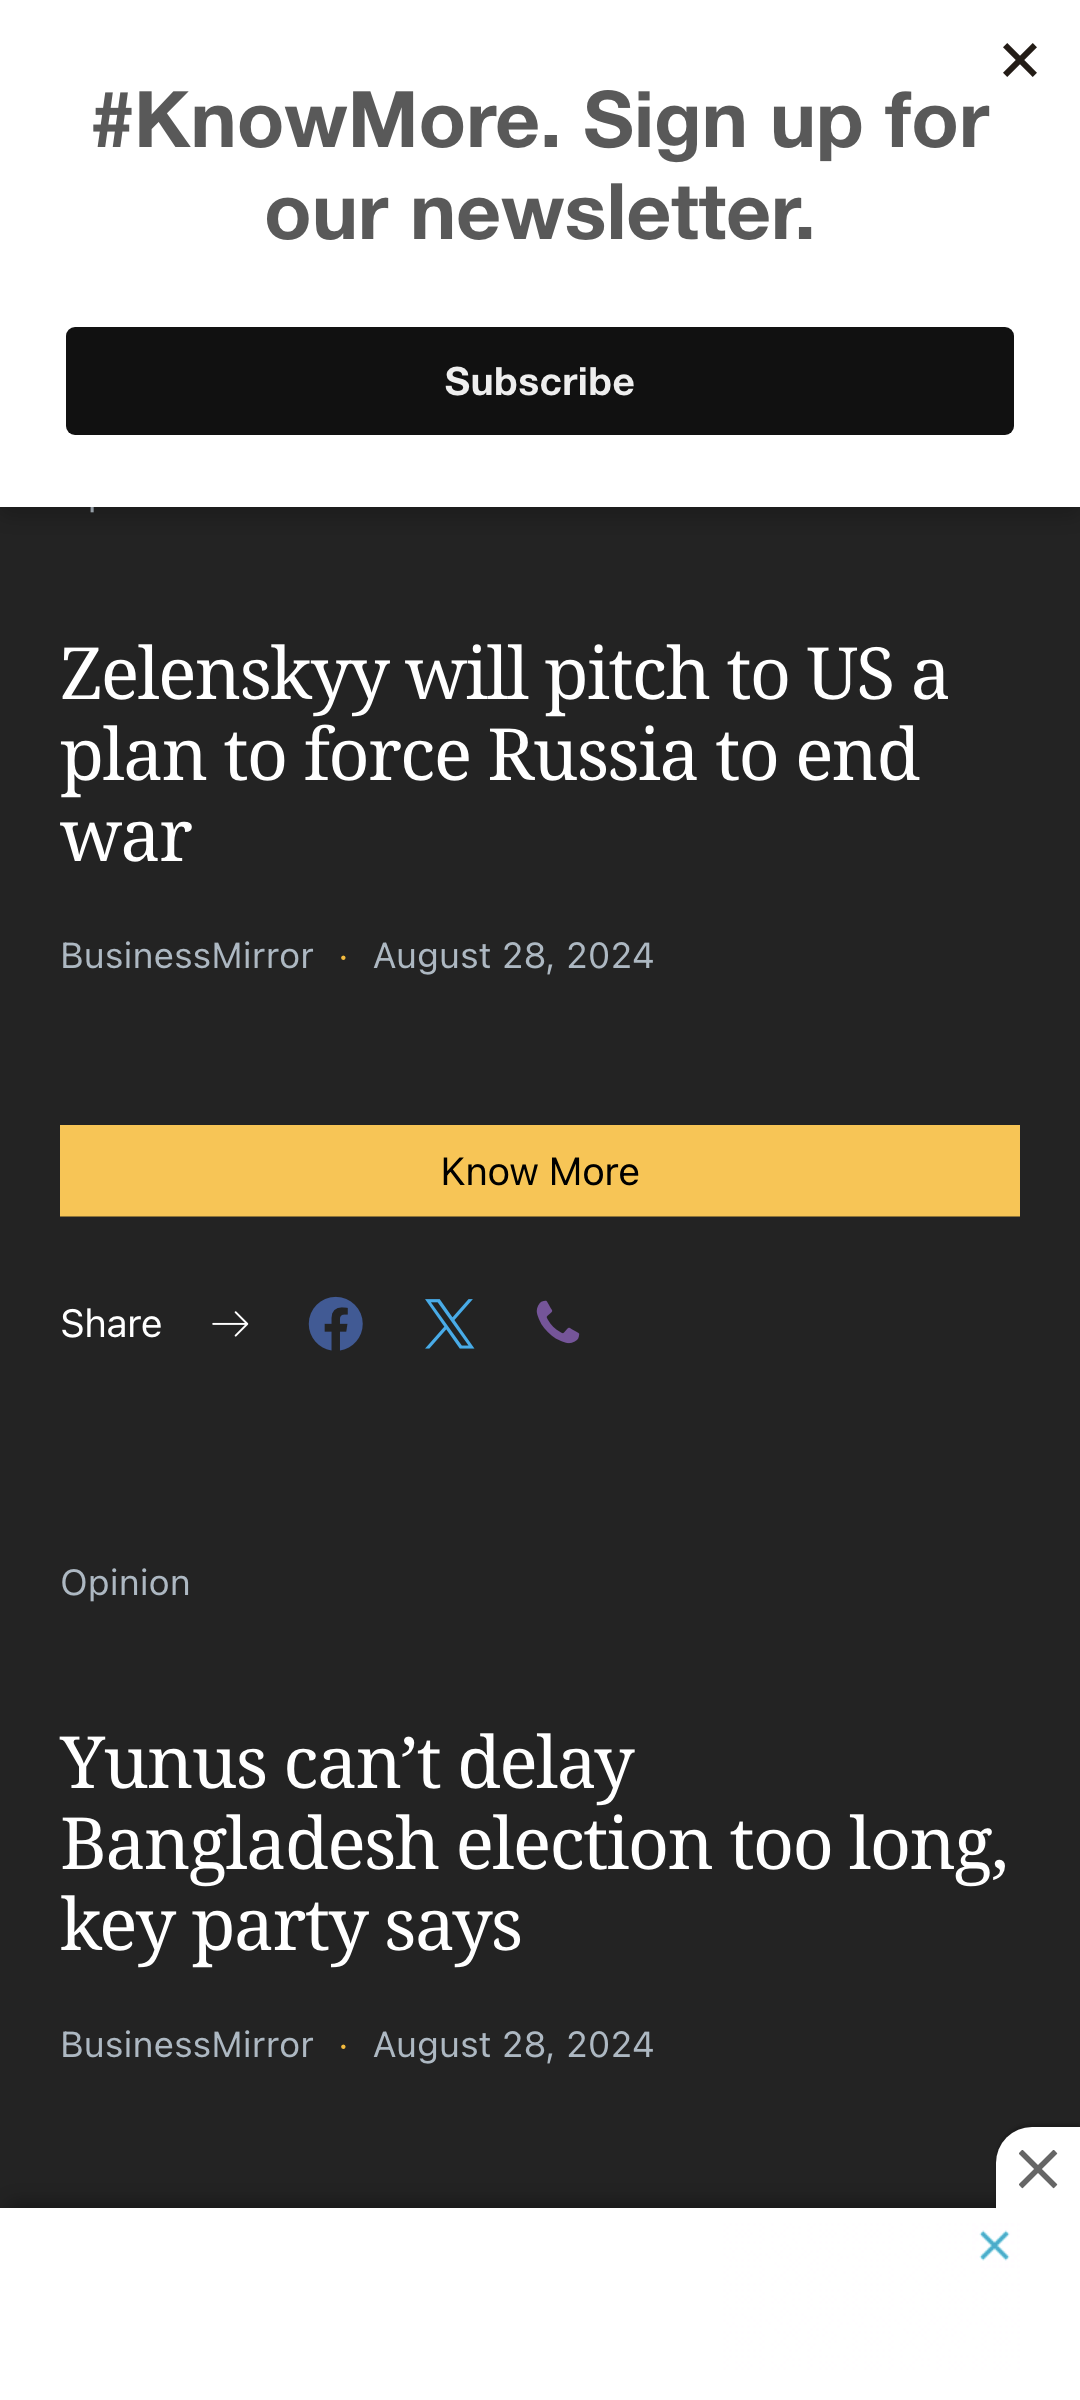 #KnowMore. Sign up for
our newsletter.
Subscribe
Zelenskyy will pitch to US a
plan to force Russia to end
war
BusinessMirror · August 28, 2024
Know More
Share
Opinion
Yunus can’t delay
Bangladesh election too long,
key party says
BusinessMirror · August 28, 2024